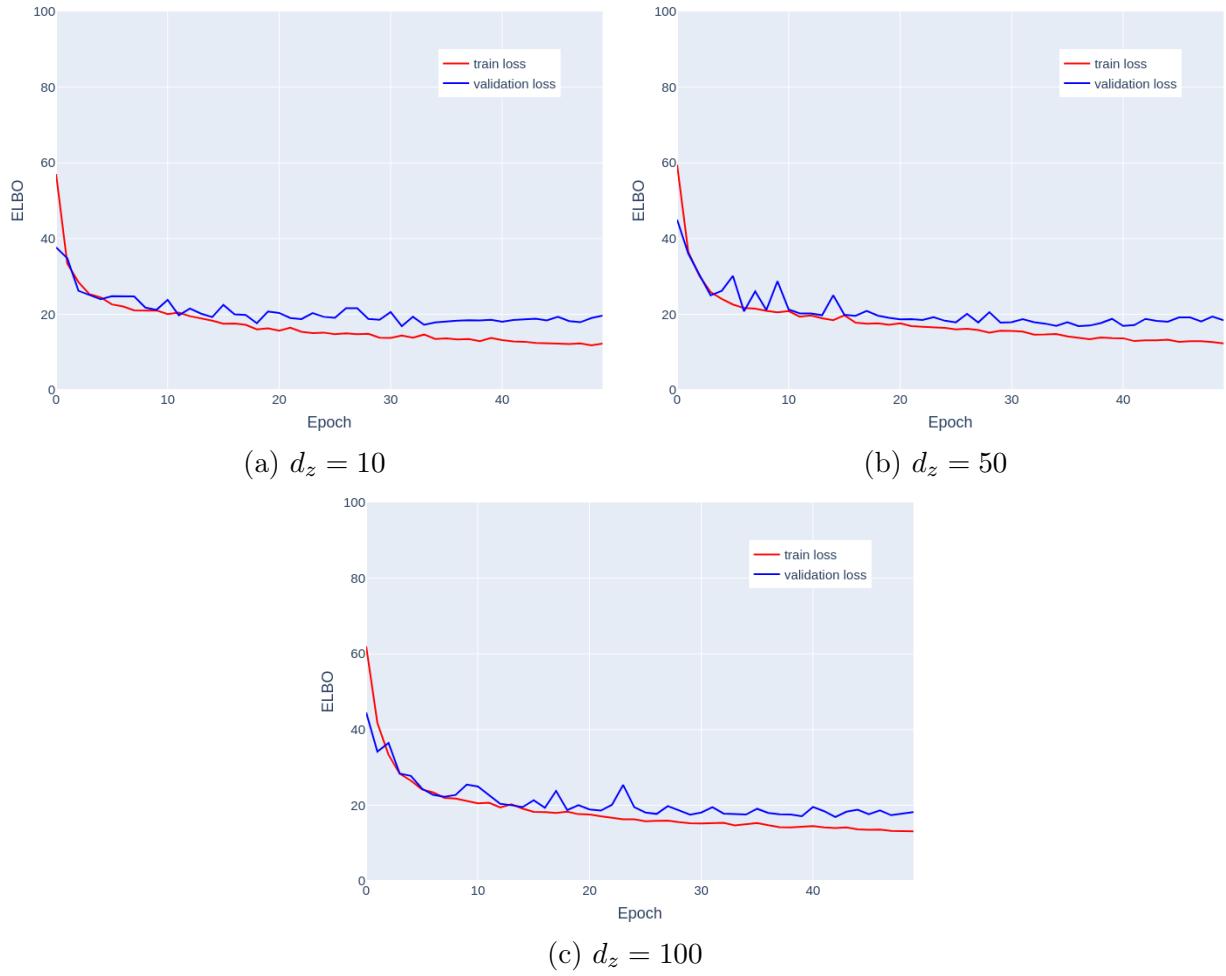 100
80
60
40
20
0
ELBO
train loss
validation loss
0 10 20 30 40
Epoch
(a) d_z = 10
100
80
60
40
20
0
ELBO
train loss
validation loss
0 10 20 30 40
Epoch
(b) d_z = 50
100
80
60
40
20
0
ELBO
train loss
validation loss
0 10 20 30 40
Epoch
(c) d_z = 100